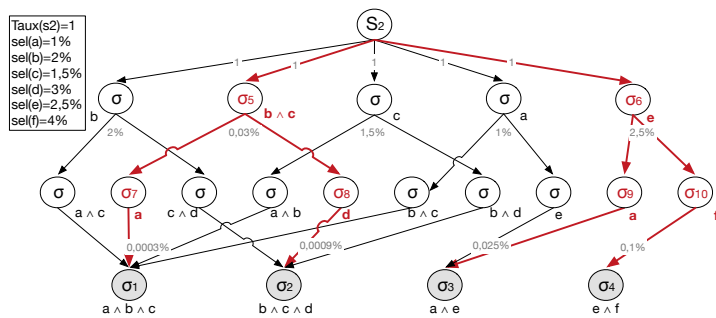 Taux(s2)=1
sel(a)=1%
sel(b)=2%
sel(c)=1,5%
sel(d)=3%
sel(e)=2,5%
sel(f)=4%
S2
1 1 1 1 1
σ σ5 σ σ σ6
b b ∧ c c a e
2% 0,03% 1,5% 1% 2,5%
σ σ7 σ σ σ8 σ σ σ σ9 σ10
a ∧ c a c ∧ d a ∧ b d b ∧ c b ∧ d e a f
0,0003% 0,0009% 0,025% 0,1%
σ1 σ2 σ3 σ4
a ∧ b ∧ c b ∧ c ∧ d a ∧ e e ∧ f